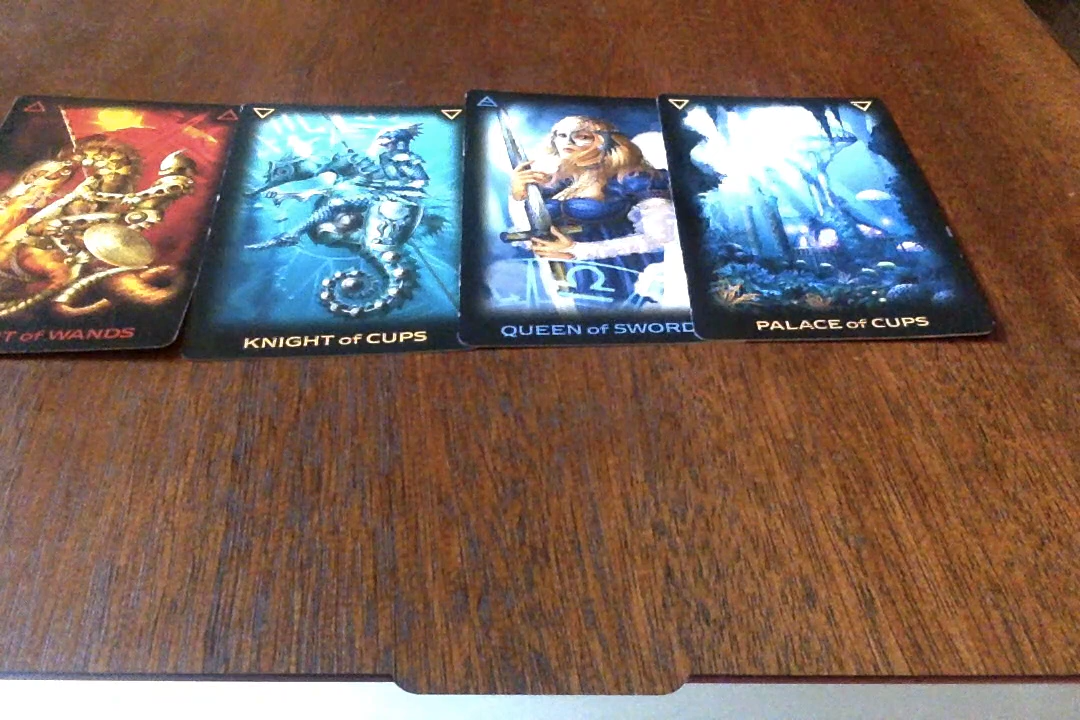 T of WANDS
KNIGHT of CUPS
QUEEN of SWORD
PALACE of CUPS